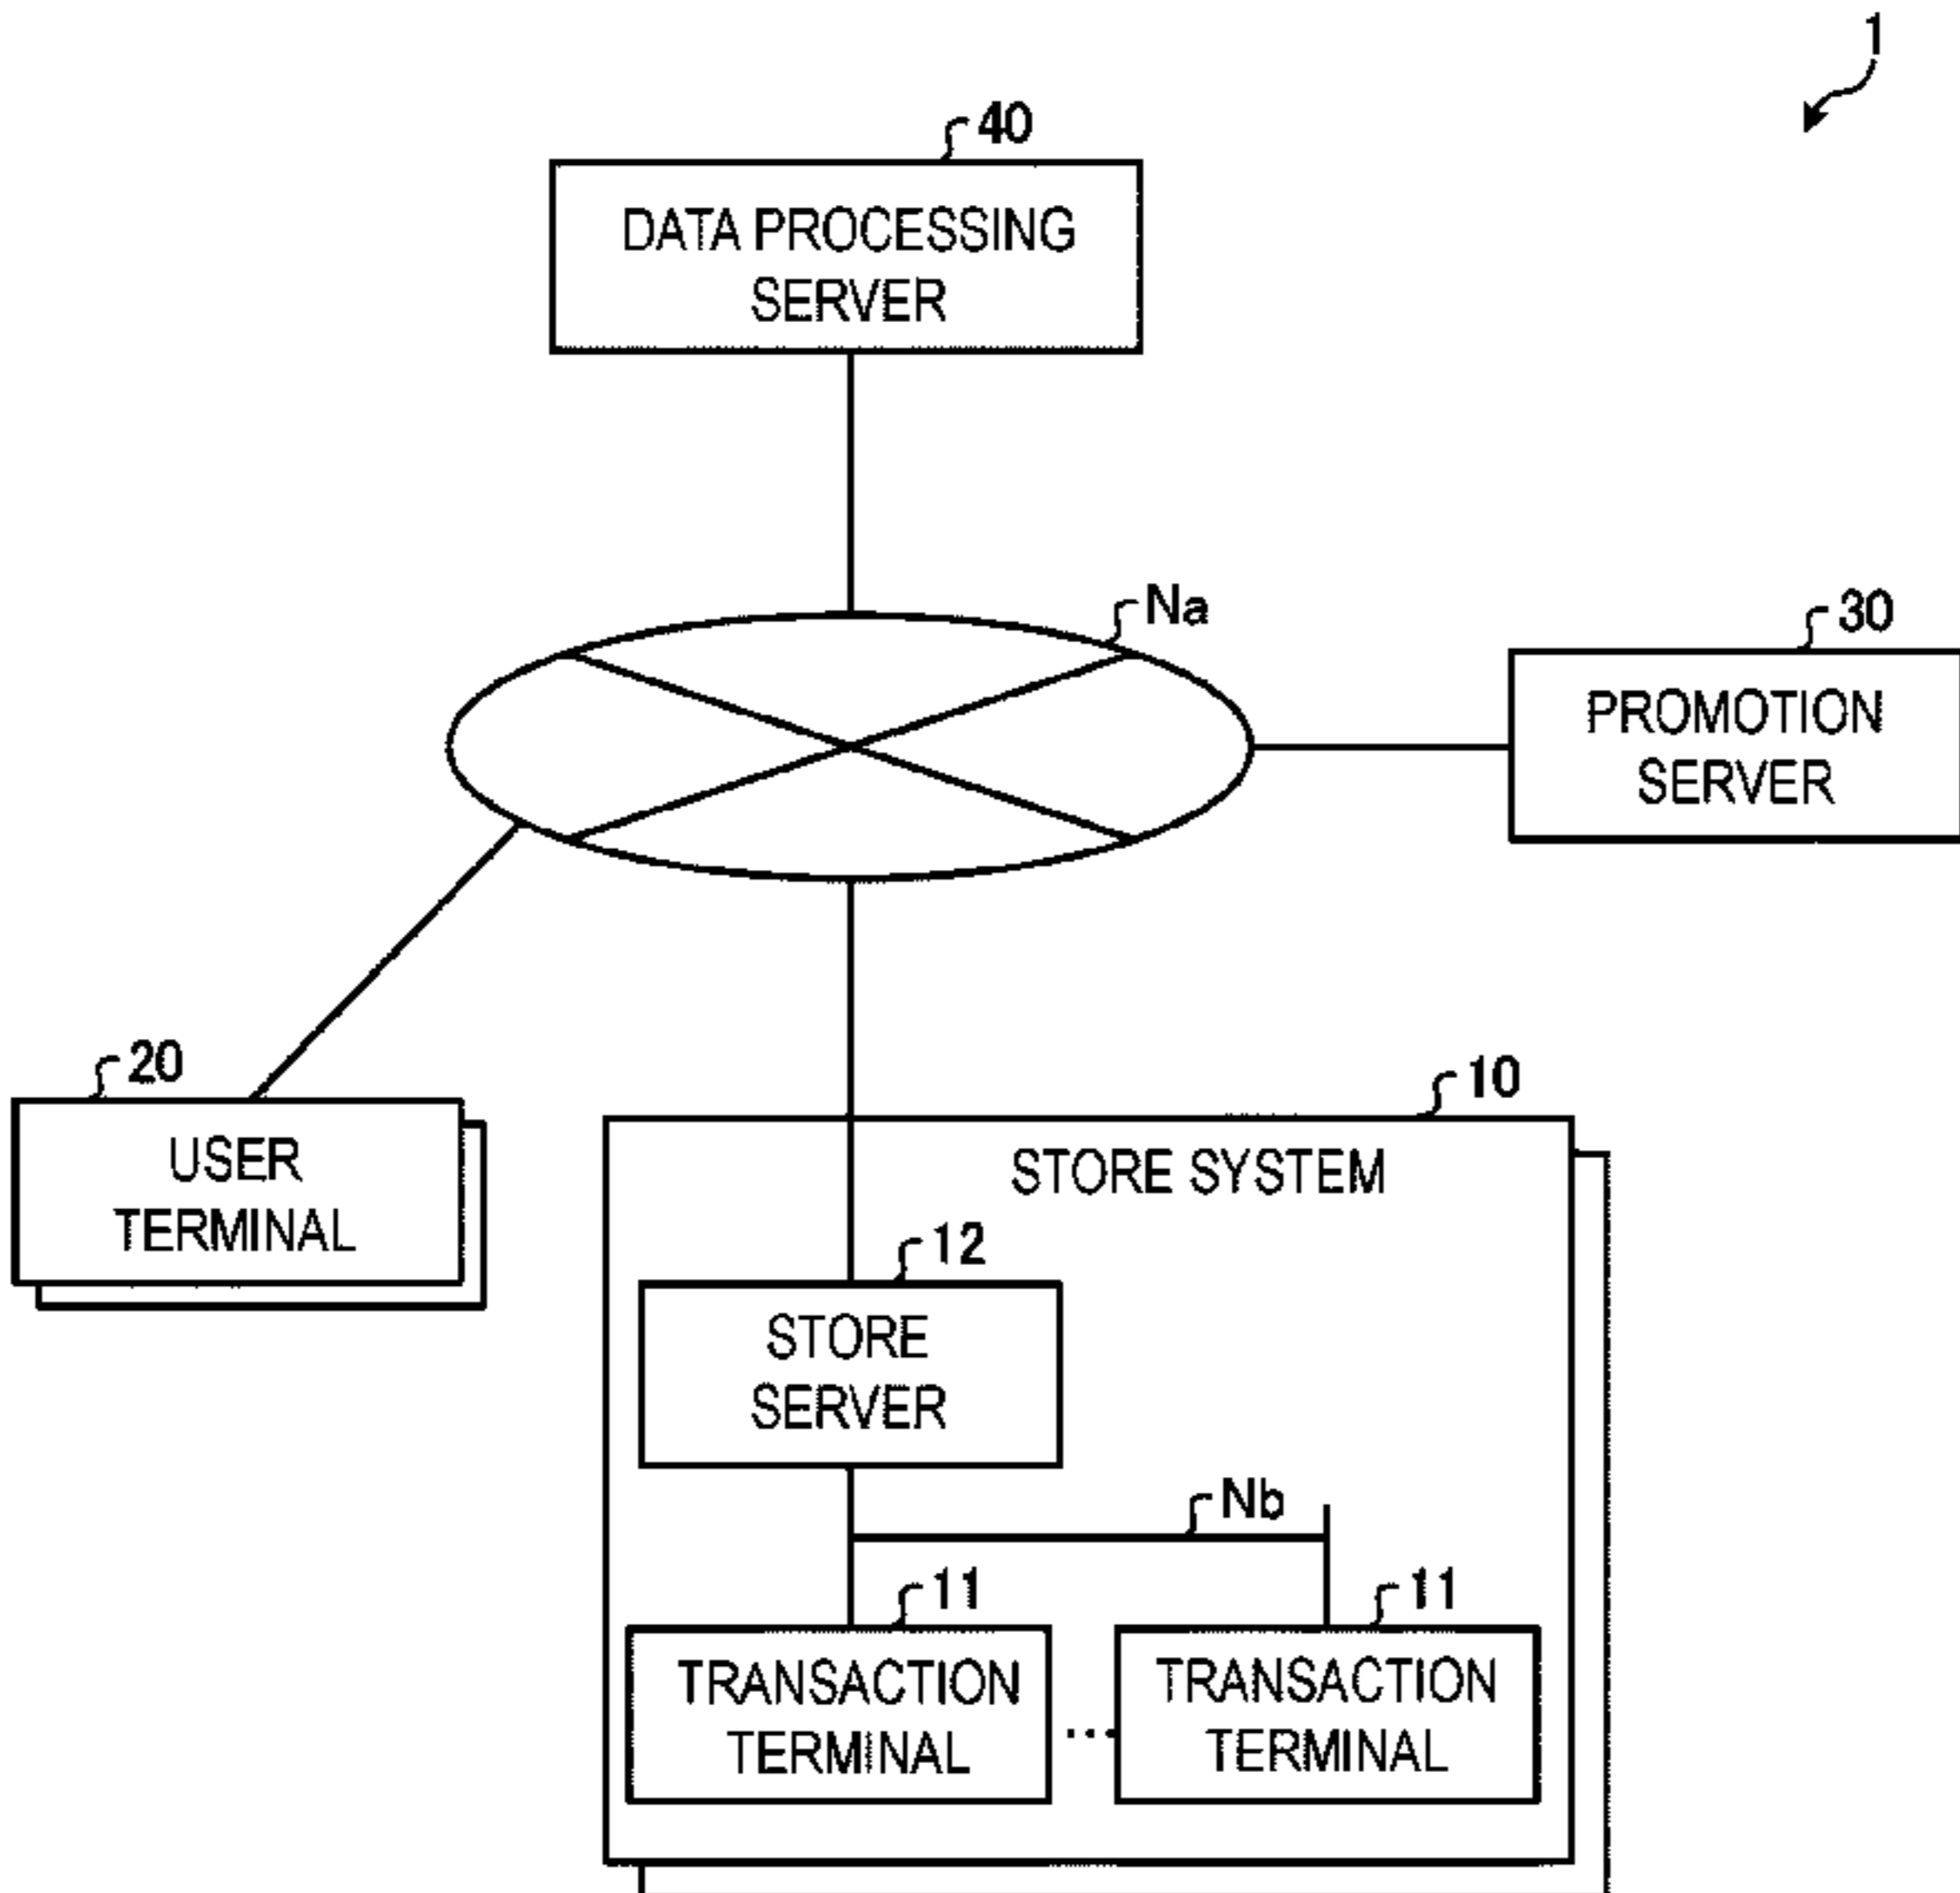 1
40
DATA PROCESSING
SERVER
Na
30
PROMOTION
SERVER
20
USER
TERMINAL
10
STORE SYSTEM
12
STORE
SERVER
Nb
11
TRANSACTION
TERMINAL
...
11
TRANSACTION
TERMINAL